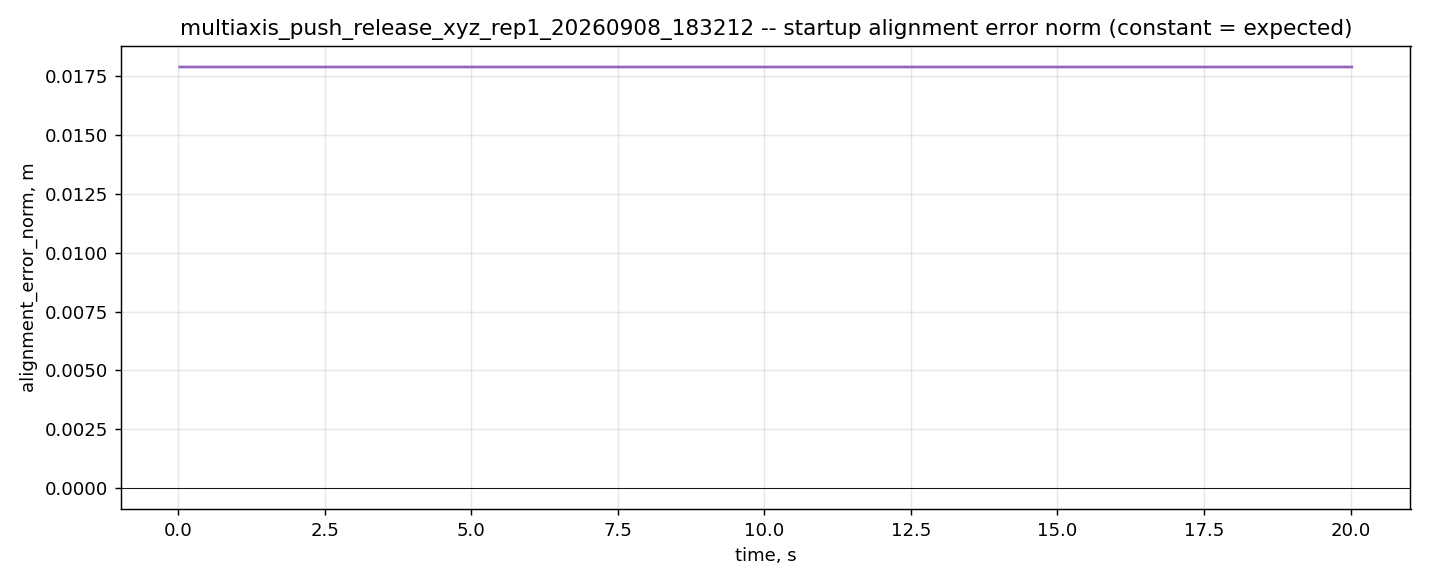 multiaxis_push_release_xyz_rep1_20260908_183212 -- startup alignment error norm (constant = expected)
alignment_error_norm, m
0.0175
0.0150
0.0125
0.0100
0.0075
0.0050
0.0025
0.0000
0.0 2.5 5.0 7.5 10.0 12.5 15.0 17.5 20.0
time, s